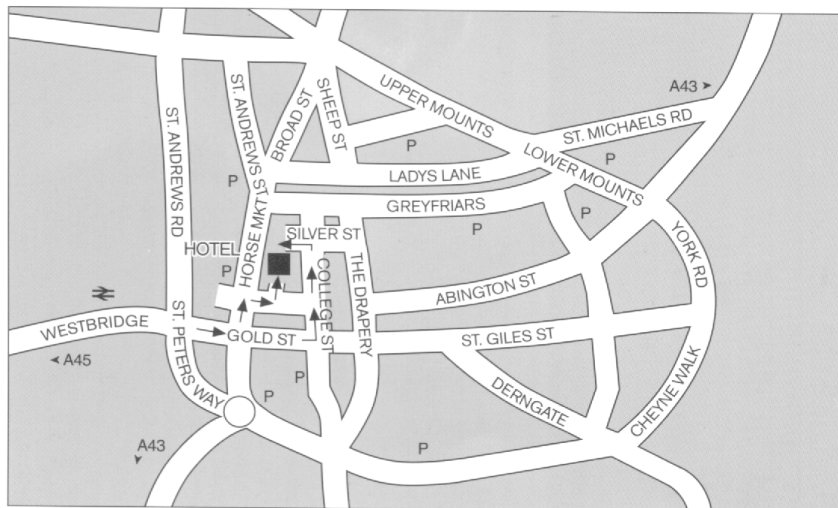 A43
UPPER MOUNTS
ST. MICHAELS RD
SHEEP ST
ST. ANDREWS ST
BROAD ST
ST. ANDREWS RD
P
P
LOWER MOUNTS
LADYS LANE
P
GREYFRIARS
P
HORSE MKT
SILVER ST
P
YORK RD
HOTEL
P
THE DRAPERY
COLLEGE ST
ABINGTON ST
WESTBRIDGE
ST. PETERS WAY
GOLD ST
ST. GILES ST
A45
P
P
DERNGATE
CHEYNE WALK
A43
P